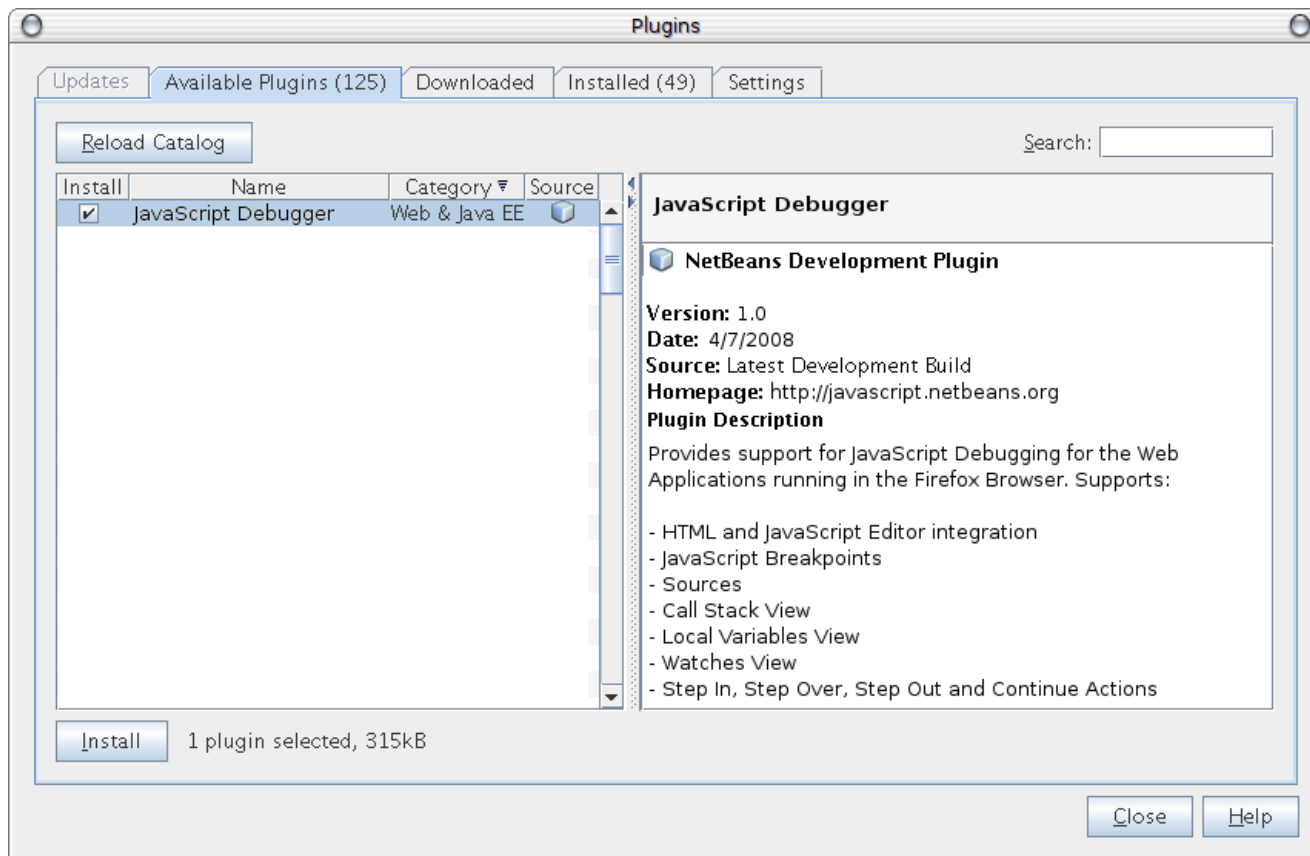 Plugins
Updates Available Plugins (125) Downloaded Installed (49) Settings
Reload Catalog Search:
Install Name Category Source
JavaScript Debugger Web & Java EE
JavaScript Debugger
NetBeans Development Plugin
Version: 1.0
Date: 4/7/2008
Source: Latest Development Build
Homepage: http://javascript.netbeans.org
Plugin Description
Provides support for JavaScript Debugging for the Web
Applications running in the Firefox Browser. Supports:
- HTML and JavaScript Editor integration
- JavaScript Breakpoints
- Sources
- Call Stack View
- Local Variables View
- Watches View
- Step In, Step Over, Step Out and Continue Actions
Install 1 plugin selected, 315kB
Close Help